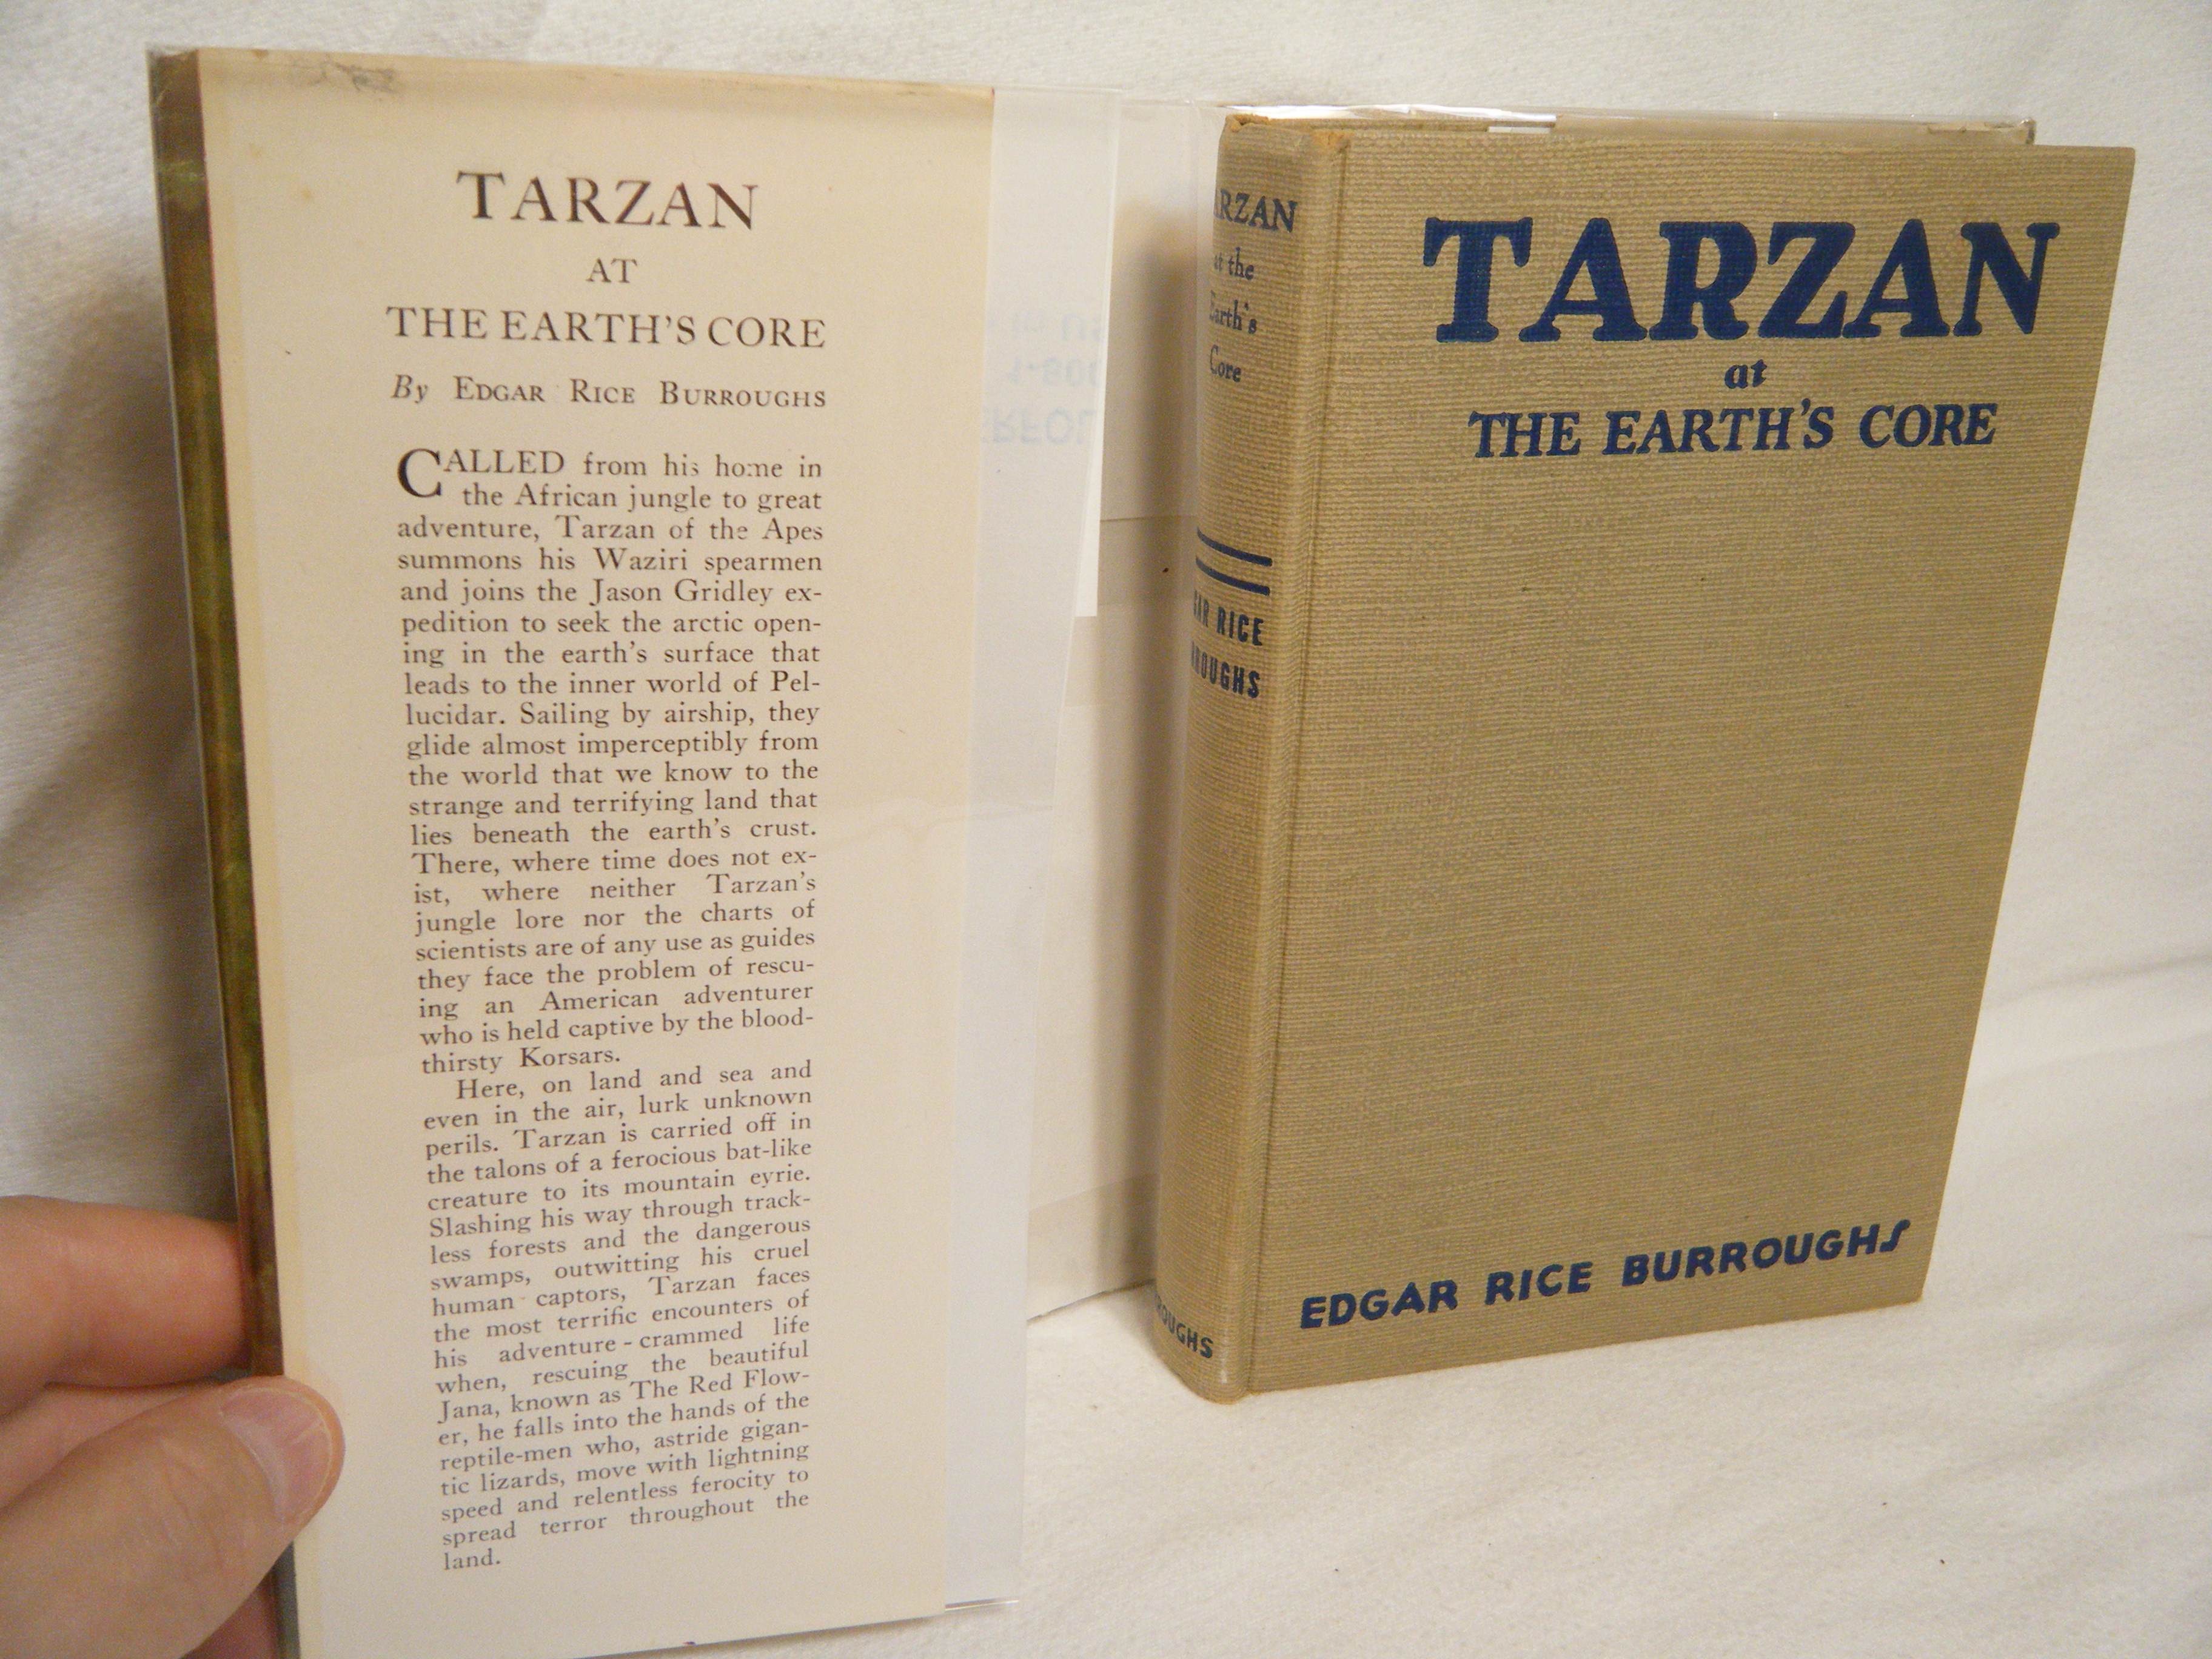 TARZAN
AT
THE EARTH'S CORE
By EDGAR RICE BURROUGHS
CALLED from his home in
the African jungle to great
adventure, Tarzan of the Apes
summons his Waziri spearmen
and joins the Jason Gridley ex-
pedition to seek the arctic open-
ing in the earth's surface that
leads to the inner world of Pel-
lucidar. Sailing by airship, they
glide almost imperceptibly from
the world that we know to the
strange and terrifying land that
lies beneath the earth's crust.
There, where time does not ex-
ist, where neither Tarzan's
jungle lore nor the charts of
scientists are of any use as guides
they face the problem of rescu-
ing an American adventurer
who is held captive by the blood-
thirsty Korsars.
Here, on land and sea and
even in the air, lurk unknown
perils. Tarzan is carried off in
the talons of a ferocious bat-like
creature to its mountain eyrie.
Slashing his way through track-
less forests and the dangerous
swamps, outwitting his cruel
human captors, Tarzan faces
the most terrific encounters of
his adventure-crammed life
when, rescuing the beautiful
Jana, known as The Red Flow-
er, he falls into the hands of the
reptile-men who, astride gigan-
tic lizards, move with lightning
speed and relentless ferocity to
spread terror throughout the
land.
RZAN
at the
Earth's
Core
AR RICE
ROUGHS
OUGHS
TARZAN
at
THE EARTH'S CORE
EDGAR RICE BURROUGHS